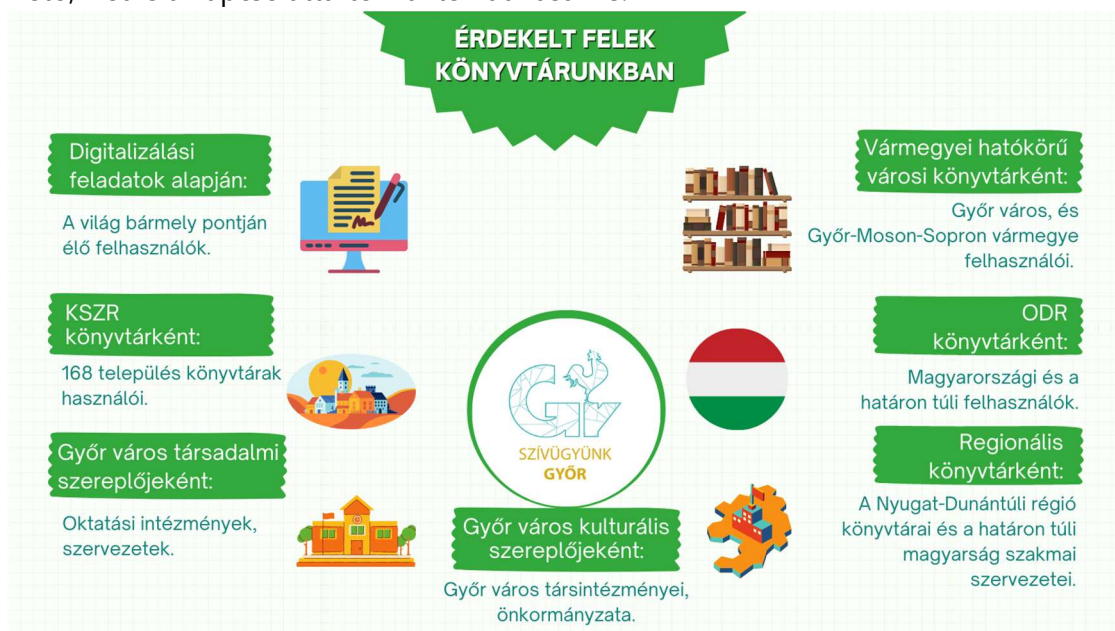 ÉRDEKELT FELEK
KÖNYVTÁRUNKBAN
Digitalizálási
feladatok alapján:
A világ bármely pontján
élő felhasználók.
Vármegyei hatókörű
városi könyvtárként:
Győr város, és
Győr-Moson-Sopron vármegye
felhasználói.
KSZR
könyvtárként:
168 település könyvtárak
használói.
ODR
könyvtárként:
Magyarországi és a
határon túli felhasználók.
Győr város társadalmi
szereplőjeként:
Oktatási intézmények,
szervezetek.
SZÍVÜGYÜNK
GYŐR
Győr város kulturális
szereplőjeként:
Győr város társintézményei,
önkormányzata.
Regionális
könyvtárként:
A Nyugat-Dunántúli régió
könyvtárai és a határon túli
magyarság szakmai
szervezetei.